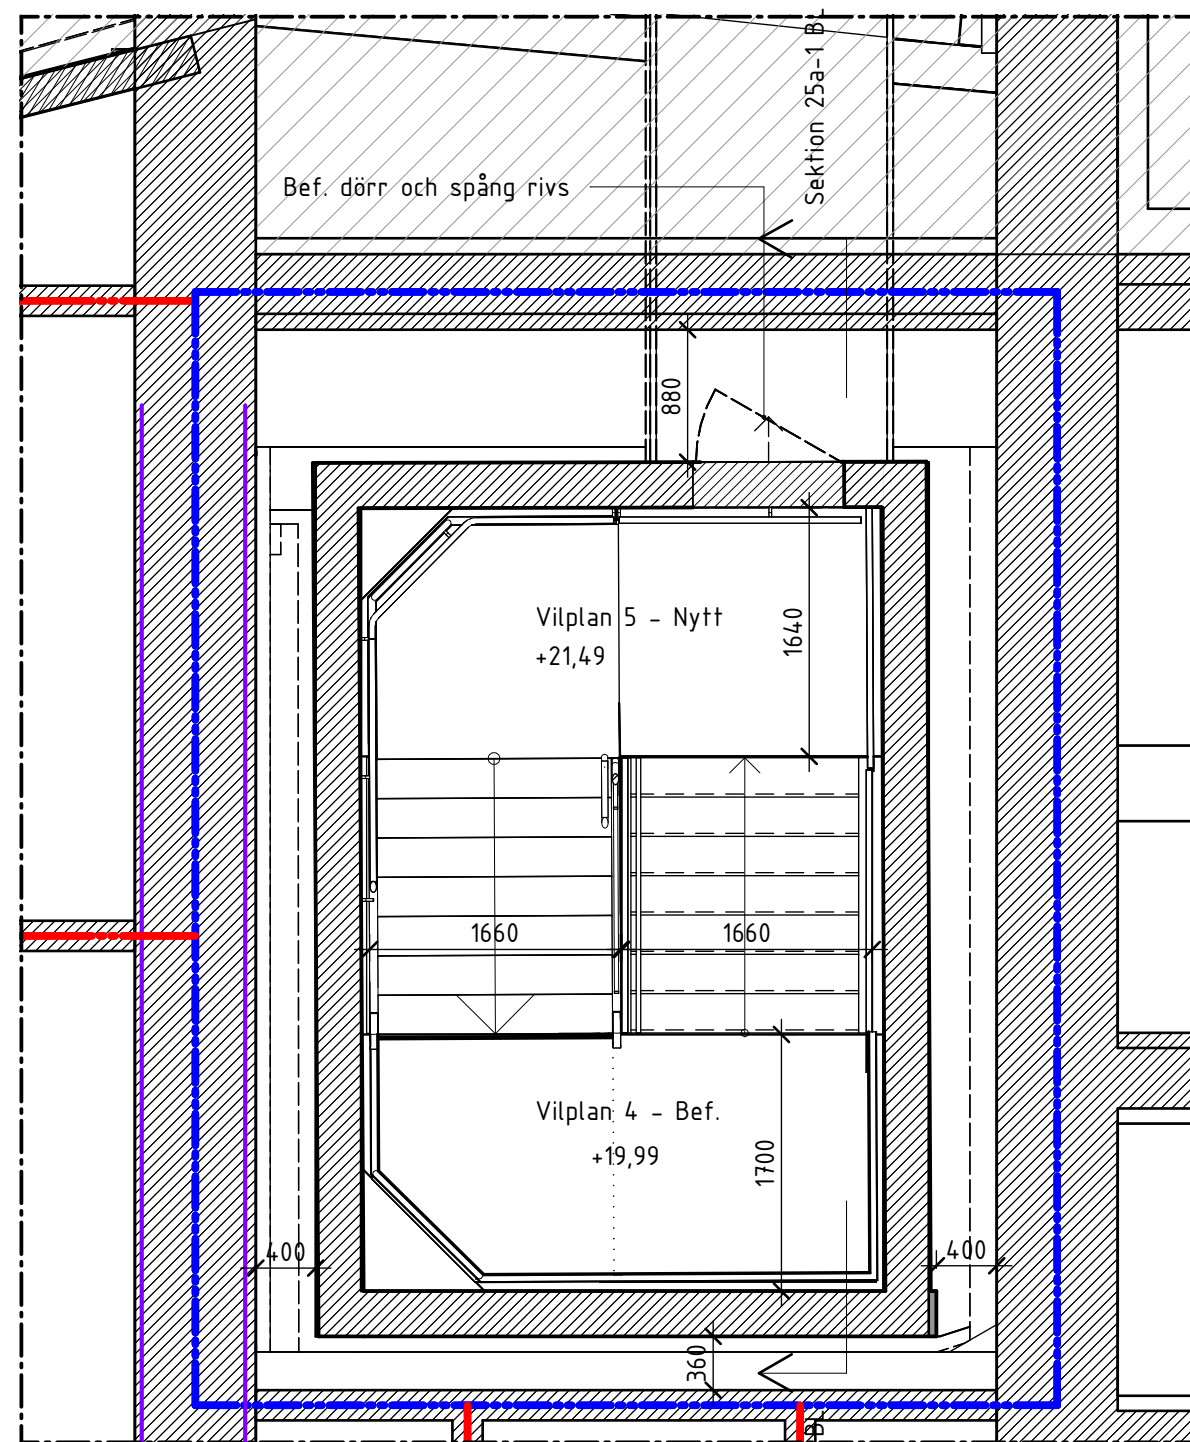 Sektion 25a-1 B
Bef. dörr och spång rivs
880
Vilplan 5 - Nytt
+21,49
1640
1660
1660
Vilplan 4 - Bef.
+19,99
1700
400
400
360
B